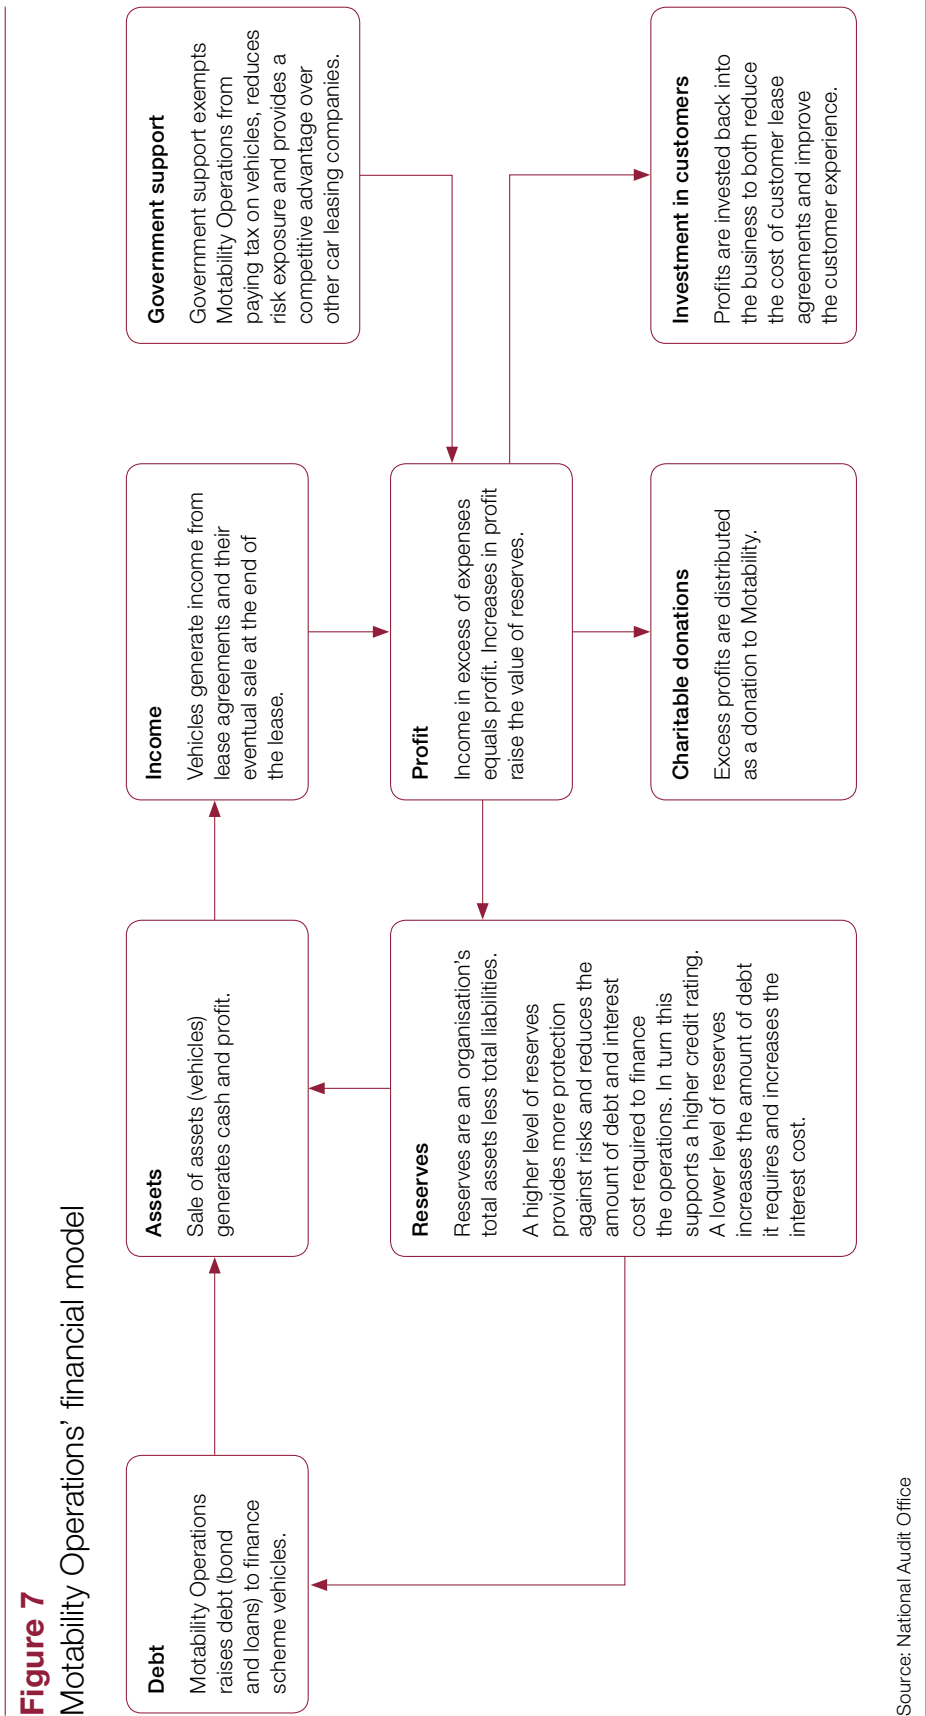 Figure 7
Motability Operations’ financial model
Debt
Motability Operations
raises debt (bond
and loans) to finance
scheme vehicles.
Assets
Sale of assets (vehicles)
generates cash and profit.
Income
Vehicles generate income from
lease agreements and their
eventual sale at the end of
the lease.
Government support
Government support exempts
Motability Operations from
paying tax on vehicles, reduces
risk exposure and provides a
competitive advantage over
other car leasing companies.
Reserves
Reserves are an organisation’s
total assets less total liabilities.
A higher level of reserves
provides more protection
against risks and reduces the
amount of debt and interest
cost required to finance
the operations. In turn this
supports a higher credit rating.
A lower level of reserves
increases the amount of debt
it requires and increases the
interest cost.
Profit
Income in excess of expenses
equals profit. Increases in profit
raise the value of reserves.
Charitable donations
Excess profits are distributed
as a donation to Motability.
Investment in customers
Profits are invested back into
the business to both reduce
the cost of customer lease
agreements and improve
the customer experience.
Source: National Audit Office